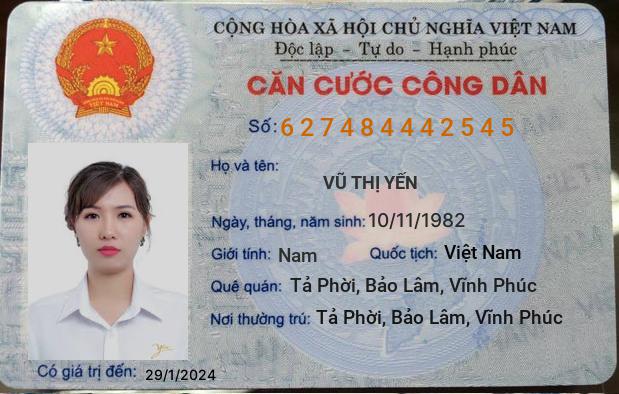 CỘNG HÒA XÃ HỘI CHỦ NGHĨA VIỆT NAM
Độc lập - Tự do - Hạnh phúc
CĂN CƯỚC CÔNG DÂN
Số: 627484442545
Họ và tên:
VŨ THỊ YẾN
Ngày, tháng, năm sinh: 10/11/1982
Giới tính: Nam Quốc tịch: Việt Nam
Quê quán: Tả Phời, Bảo Lâm, Vĩnh Phúc
Nơi thường trú: Tả Phời, Bảo Lâm, Vĩnh Phúc
Có giá trị đến: 29/1/2024
VIỆT NAM